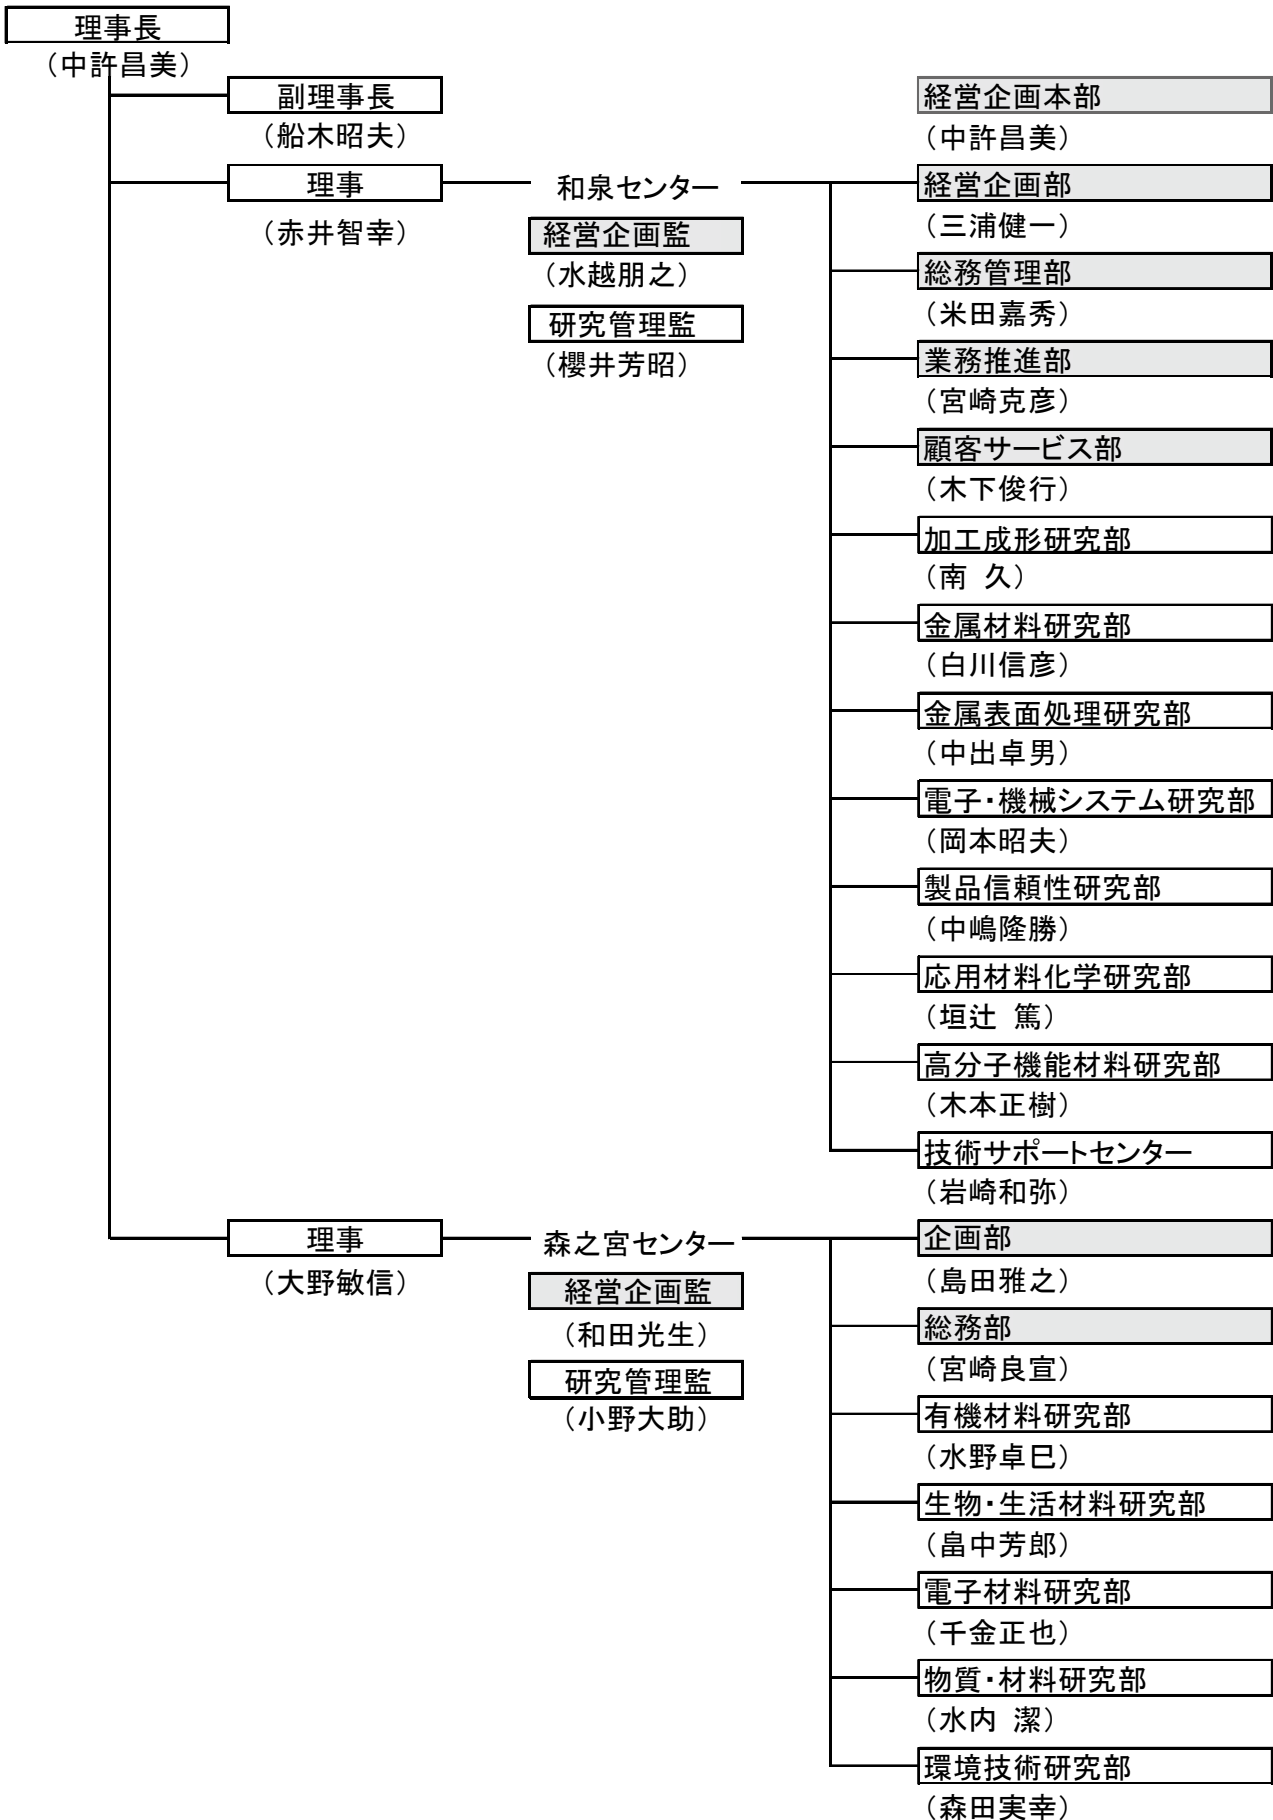 理事長
（中許昌美）
副理事長
（船木昭夫）
理事
（赤井智幸）
和泉センター
経営企画監
（水越朋之）
研究管理監
（櫻井芳昭）
経営企画本部
（中許昌美）
経営企画部
（三浦健一）
総務管理部
（米田嘉秀）
業務推進部
（宮崎克彦）
顧客サービス部
（木下俊行）
加工成形研究部
（南 久）
金属材料研究部
（白川信彦）
金属表面処理研究部
（中出卓男）
電子・機械システム研究部
（岡本昭夫）
製品信頼性研究部
（中嶋隆勝）
応用材料化学研究部
（垣辻 篤）
高分子機能材料研究部
（木本正樹）
技術サポートセンター
（岩崎和弥）
理事
（大野敏信）
森之宮センター
経営企画監
（和田光生）
研究管理監
（小野大助）
企画部
（島田雅之）
総務部
（宮崎良宣）
有機材料研究部
（水野卓巳）
生物・生活材料研究部
（畠中芳郎）
電子材料研究部
（千金正也）
物質・材料研究部
（水内 潔）
環境技術研究部
（森田実幸）